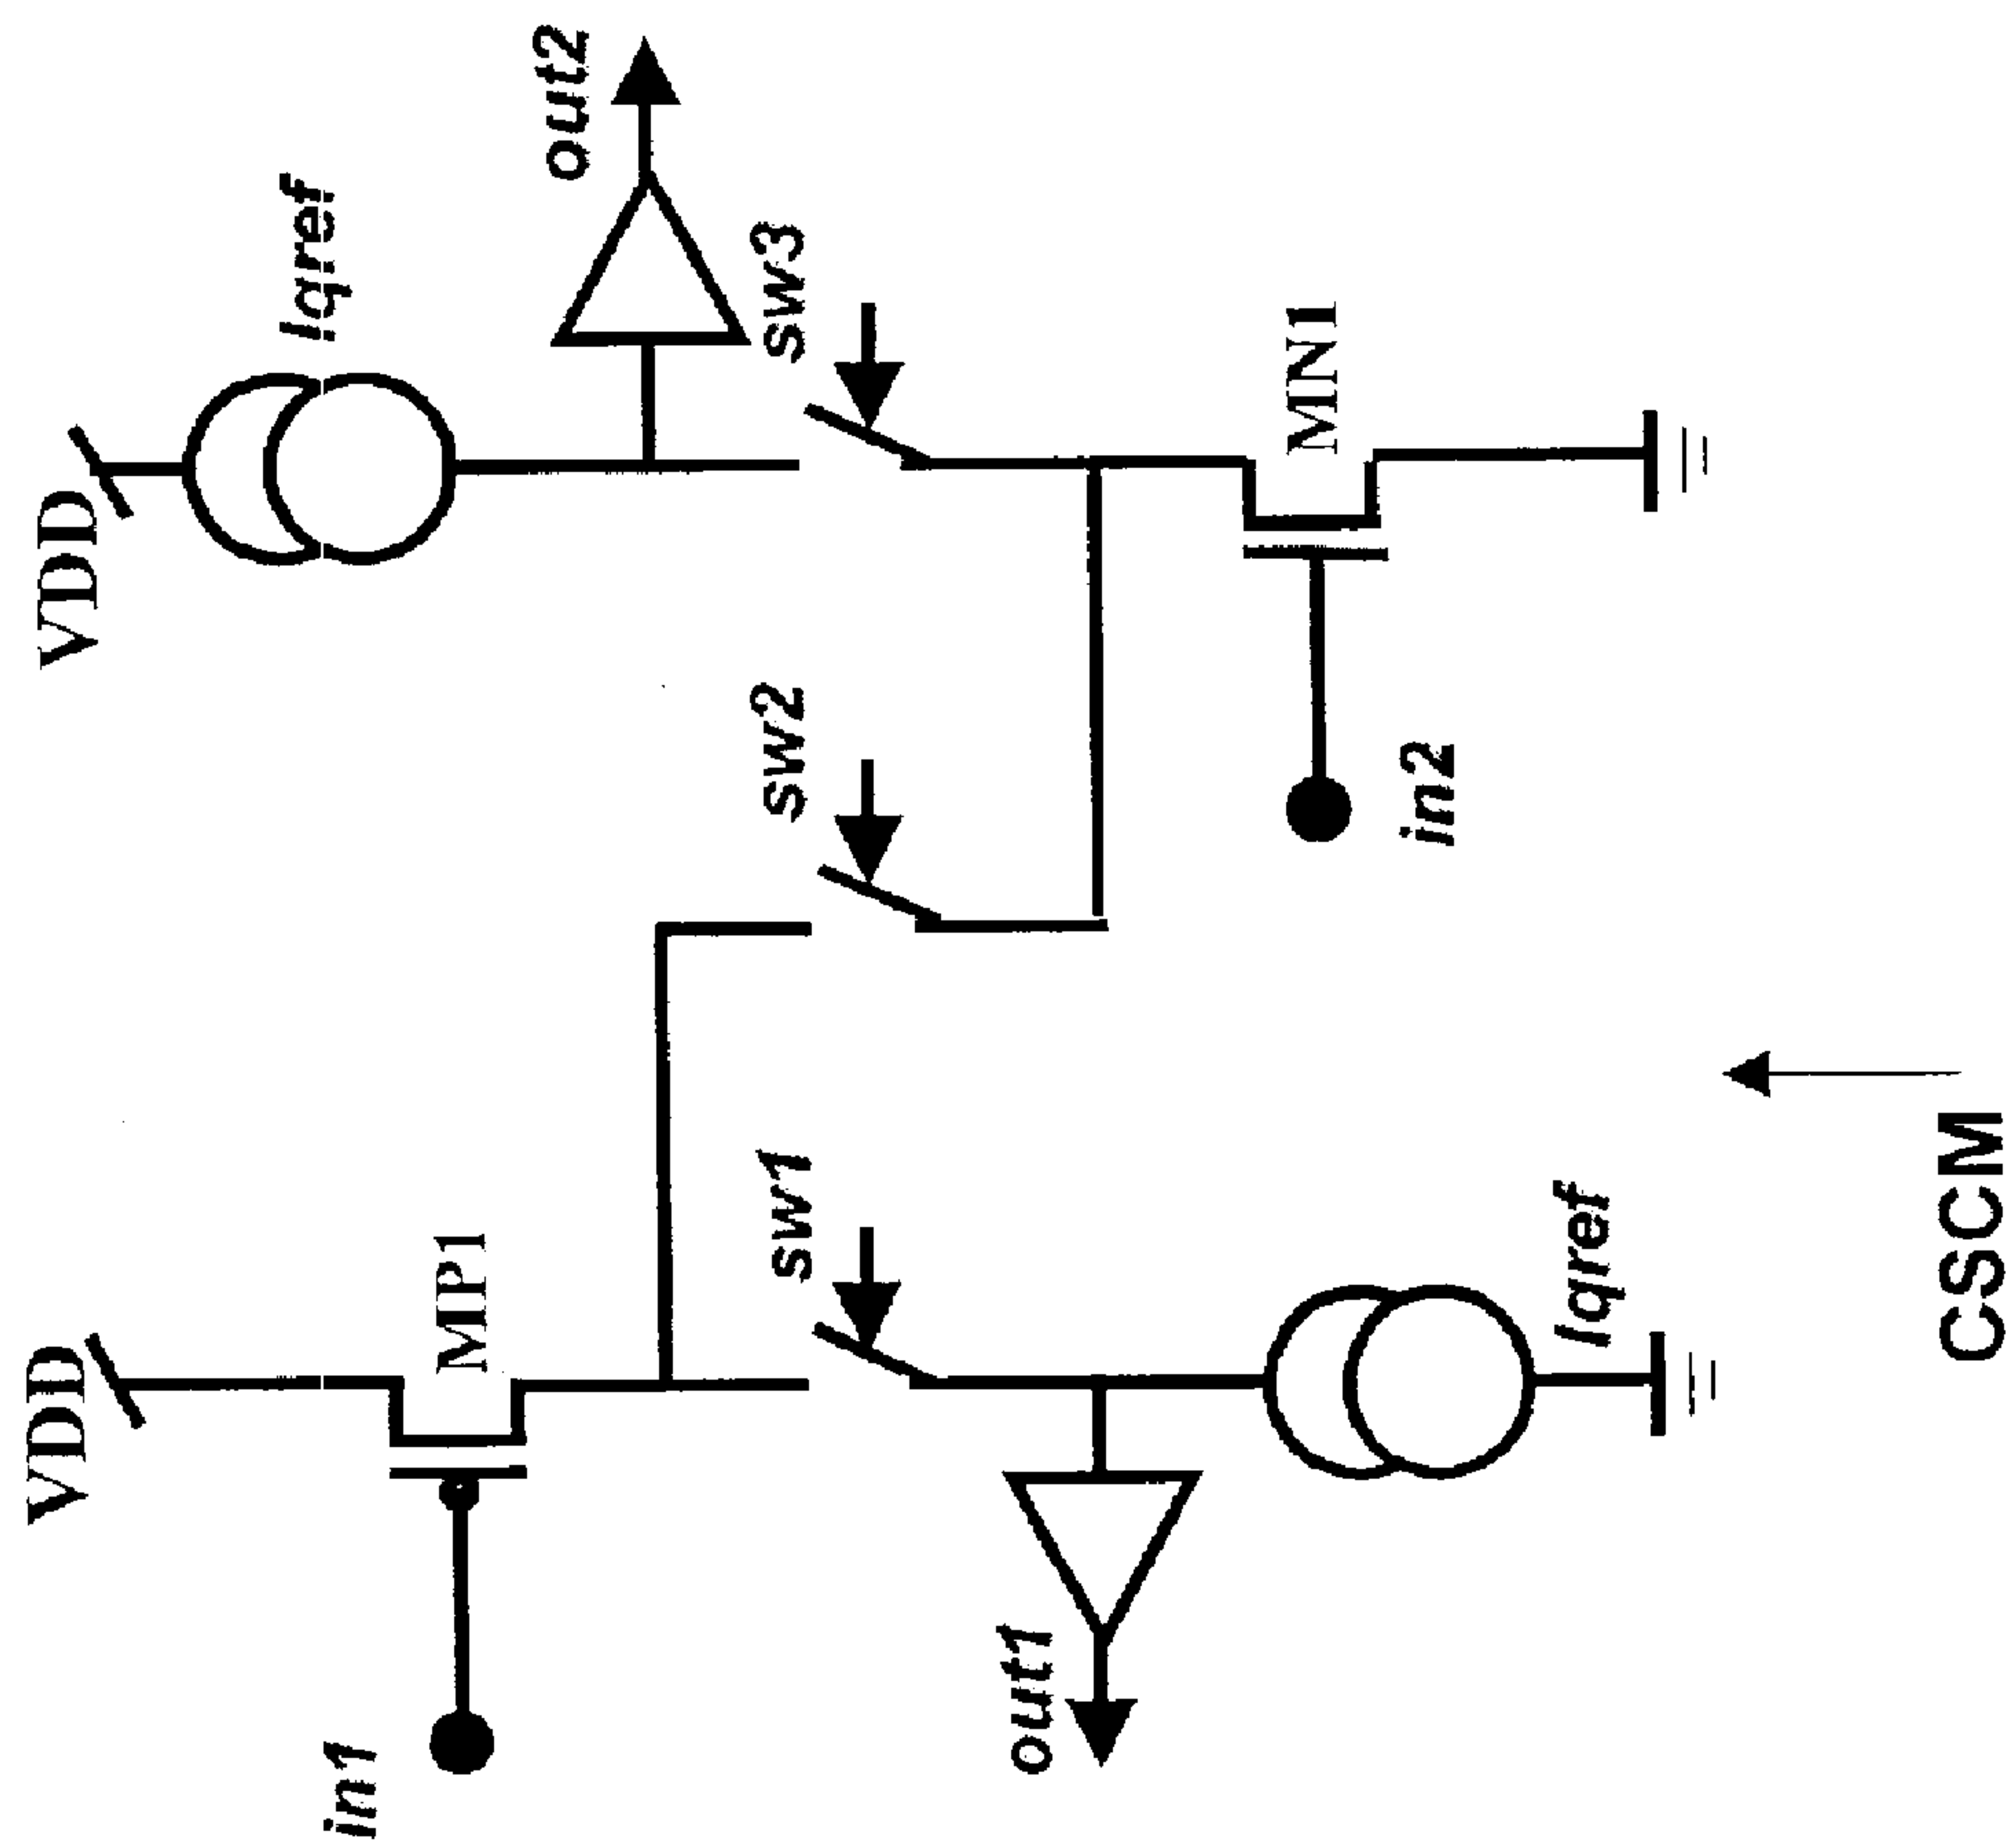 VDD
VDD
Iqref
in1
MP1
out2
sw1
sw2
sw3
out1
MN1
in2
Iqref
CSCM